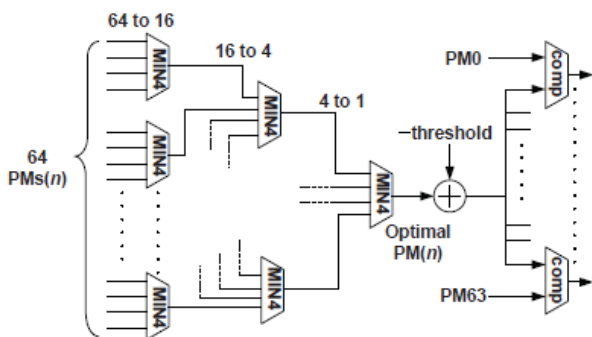 64 to 16
16 to 4
4 to 1
64
PMs(n)
MIN4
MIN4
MIN4
MIN4
MIN4
MIN4
–threshold
Optimal
PM(n)
PM0
comp
PM63
comp